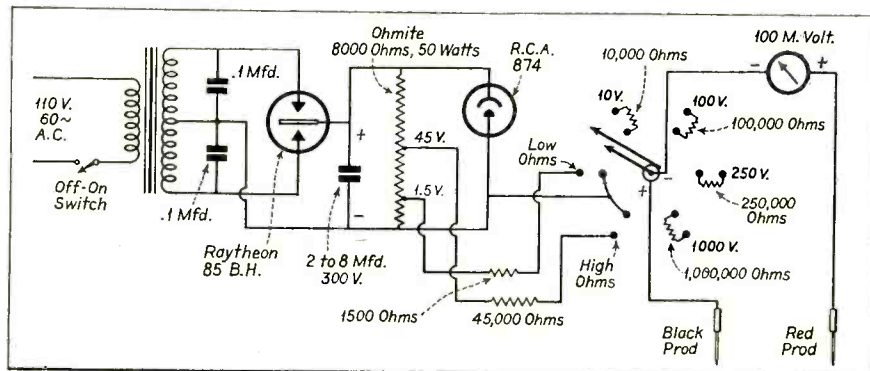 110 V.
60~
A.C.
Off-On
Switch
.1 Mfd.
.1 Mfd.
Raytheon
85 B.H.
Ohmite
8000 Ohms, 50 Watts
+
45 V.
1.5 V.
-
2 to 8 Mfd.
300 V.
R.C.A.
874
1500 Ohms
45,000 Ohms
Low
Ohms
High
Ohms
10,000 Ohms
10 V.
100 V.
100,000 Ohms
250 V.
250,000
Ohms
1000 V.
1,000,000 Ohms
+
-
100 M. Volt.
-
+
Black
Prod
Red
Prod